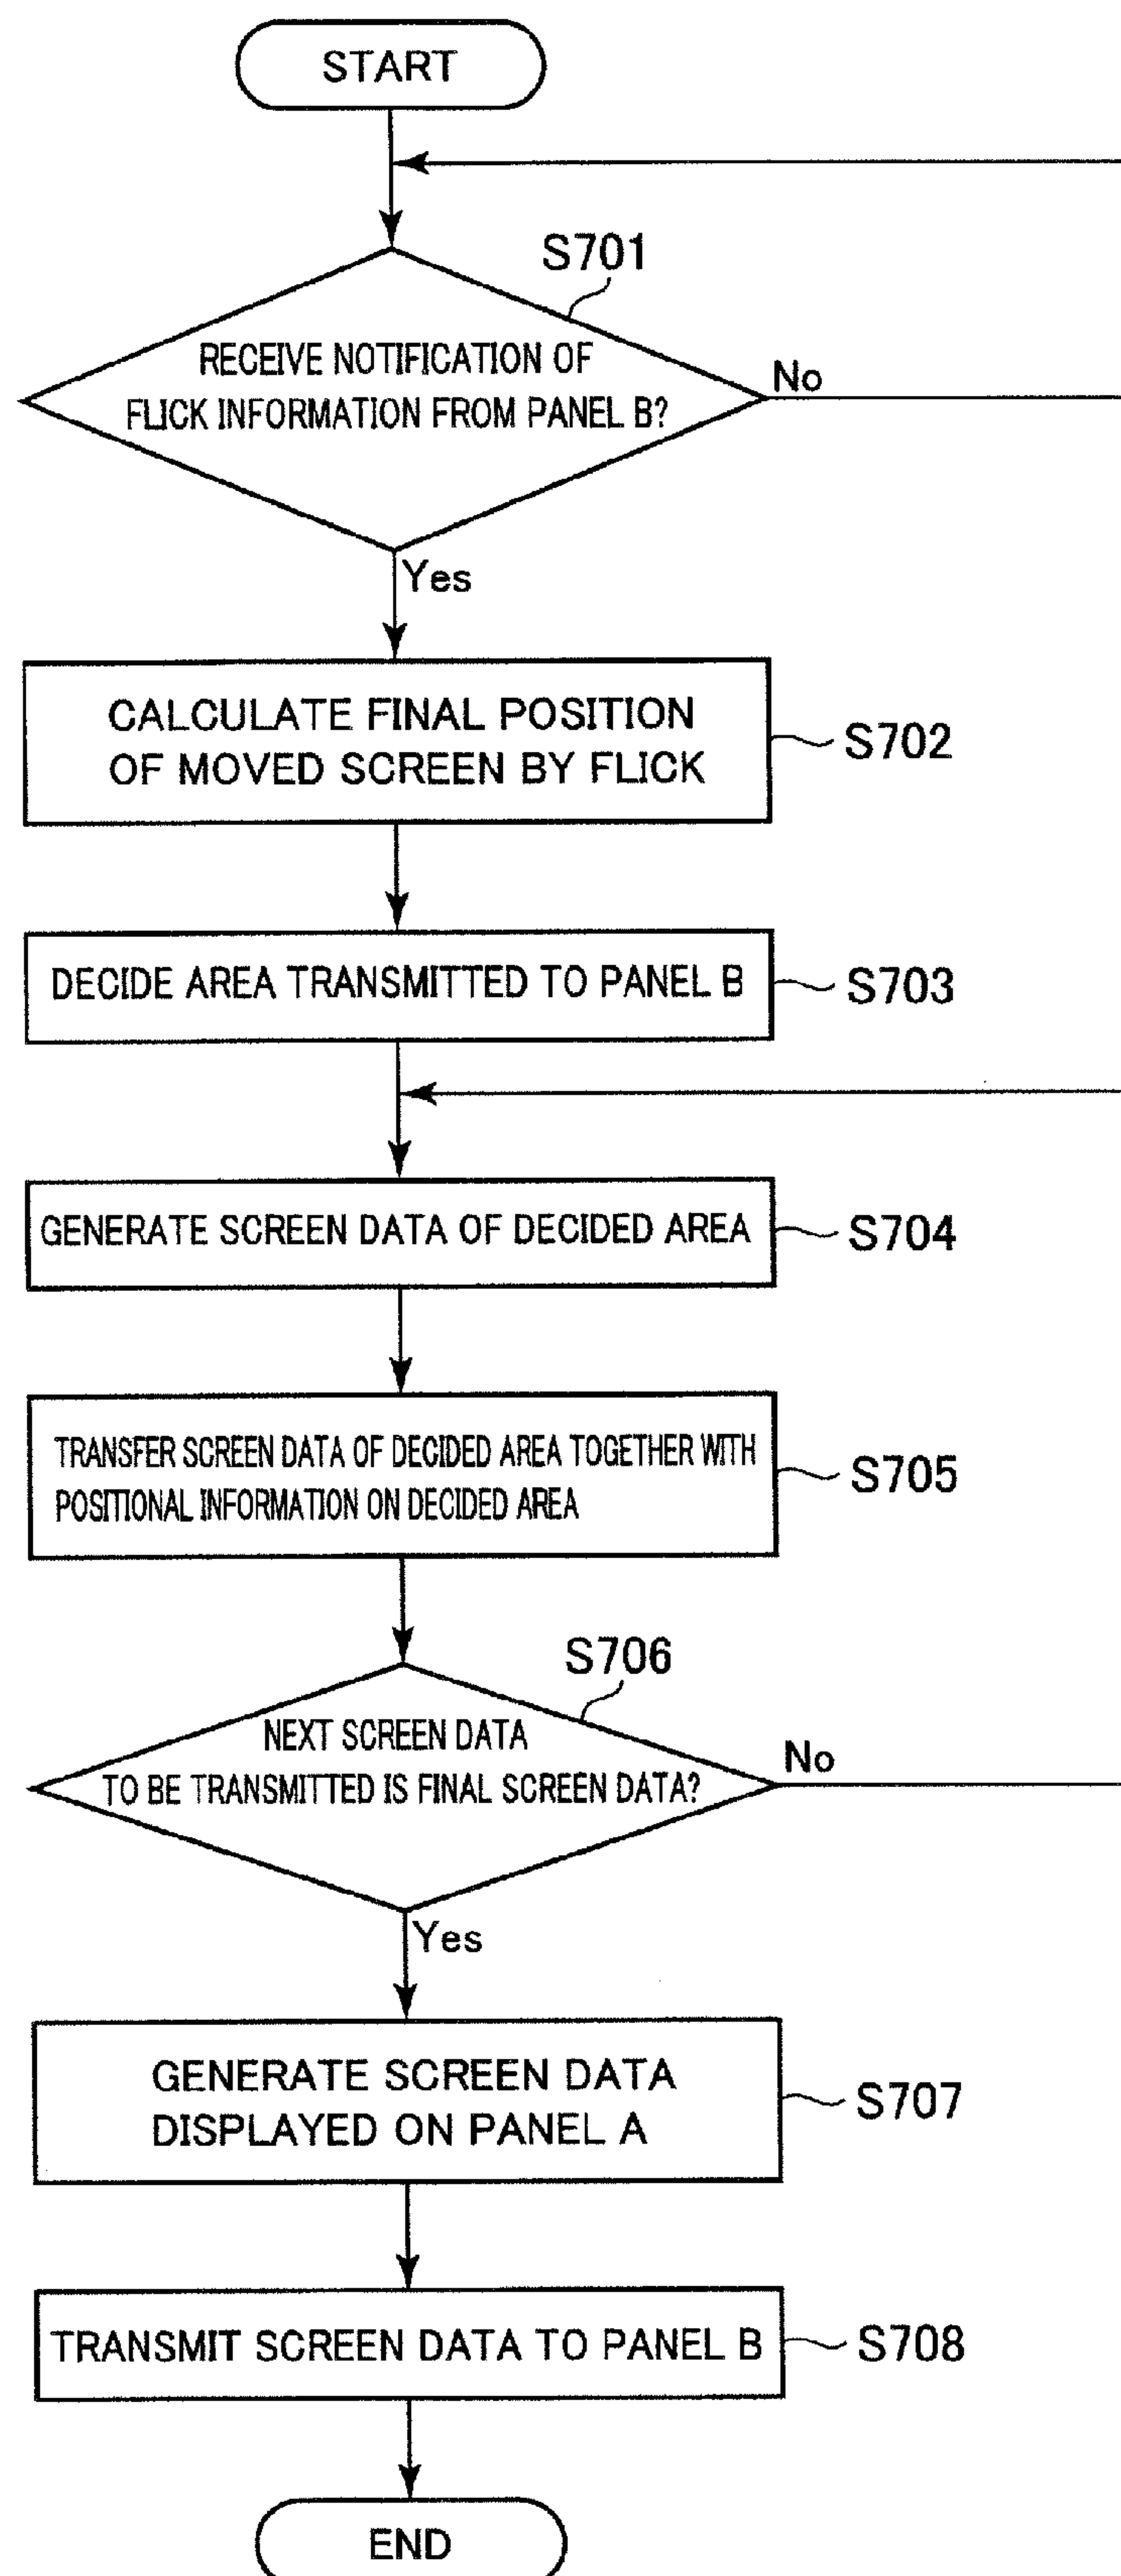 START
S701
RECEIVE NOTIFICATION OF
FLICK INFORMATION FROM PANEL B?
No
Yes
CALCULATE FINAL POSITION
OF MOVED SCREEN BY FLICK
S702
DECIDE AREA TRANSMITTED TO PANEL B
S703
GENERATE SCREEN DATA OF DECIDED AREA
S704
TRANSFER SCREEN DATA OF DECIDED AREA TOGETHER WITH
POSITIONAL INFORMATION ON DECIDED AREA
S705
S706
NEXT SCREEN DATA
TO BE TRANSMITTED IS FINAL SCREEN DATA?
No
Yes
GENERATE SCREEN DATA
DISPLAYED ON PANEL A
S707
TRANSMIT SCREEN DATA TO PANEL B
S708
END